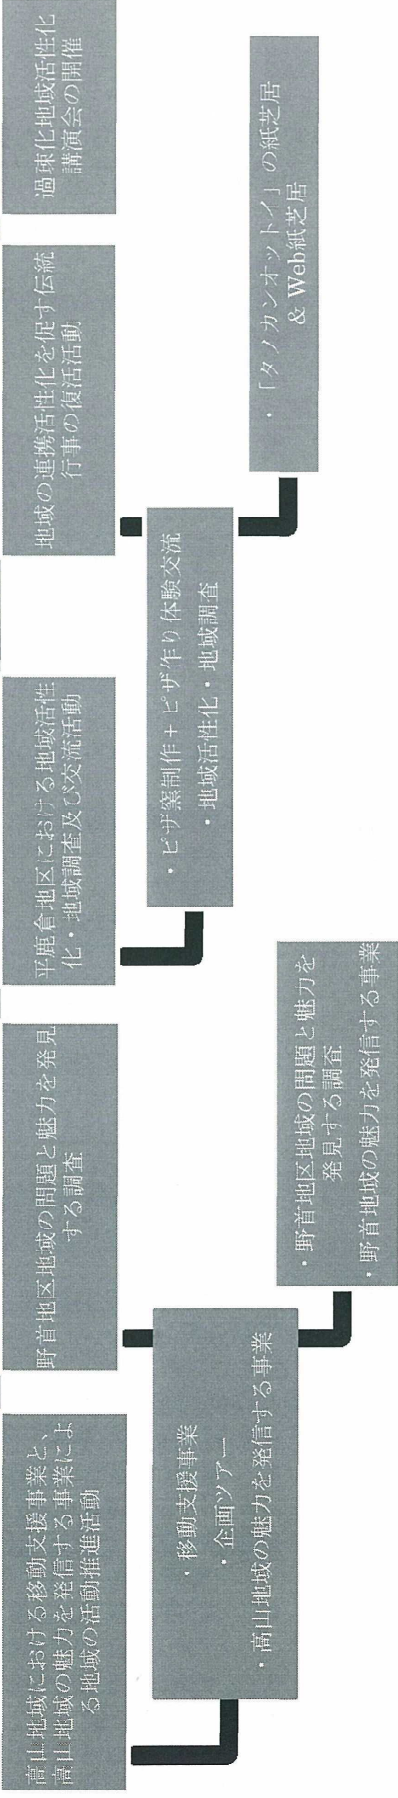 高山地域における移動支援事業と、
高山地域の魅力を発信する事業によ
る地域の活動推進活動
野首地区地域の問題と魅力を発見
する調査
平鹿倉地区における地域活性
化・地域調査及び交流活動
地域の連携活性化を促す伝統
行事の復活活動
過疎化地域活性化
講演会の開催
・移動支援事業
・企画ツアー
・高山地域の魅力を発信する事業
・ピザ窯制作+ピザ作り体験交流
・地域活性化・地域調査
・野首地区地域の問題と魅力を
発見する調査
・野首地域の魅力を発信する事業
・「タノカンオットイ」の紙芝居
& Web紙芝居